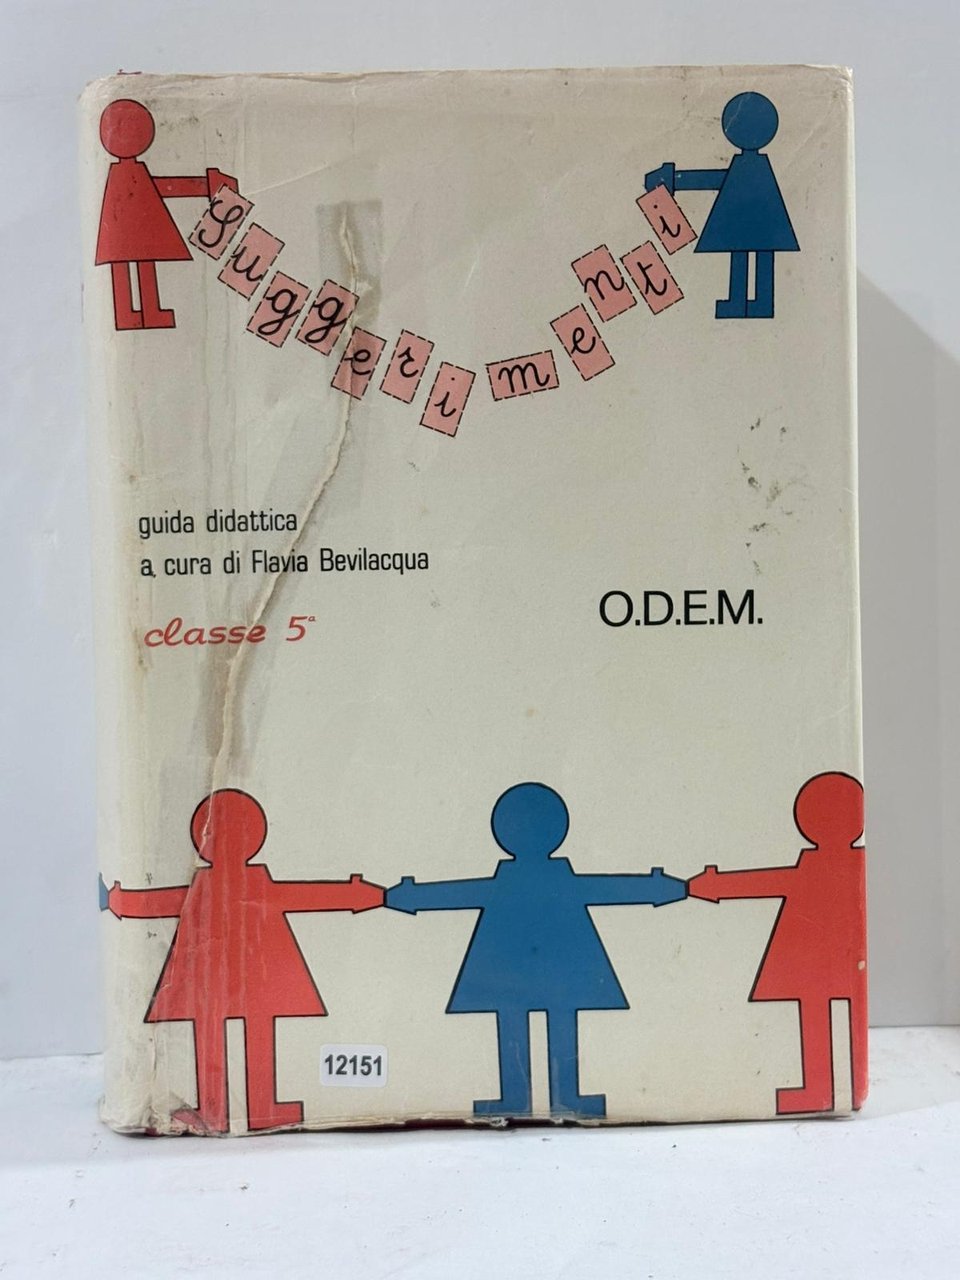 Suggerimenti
guida didattica
a cura di Flavia Bevilacqua
classe 5ª
O.D.E.M.
12151